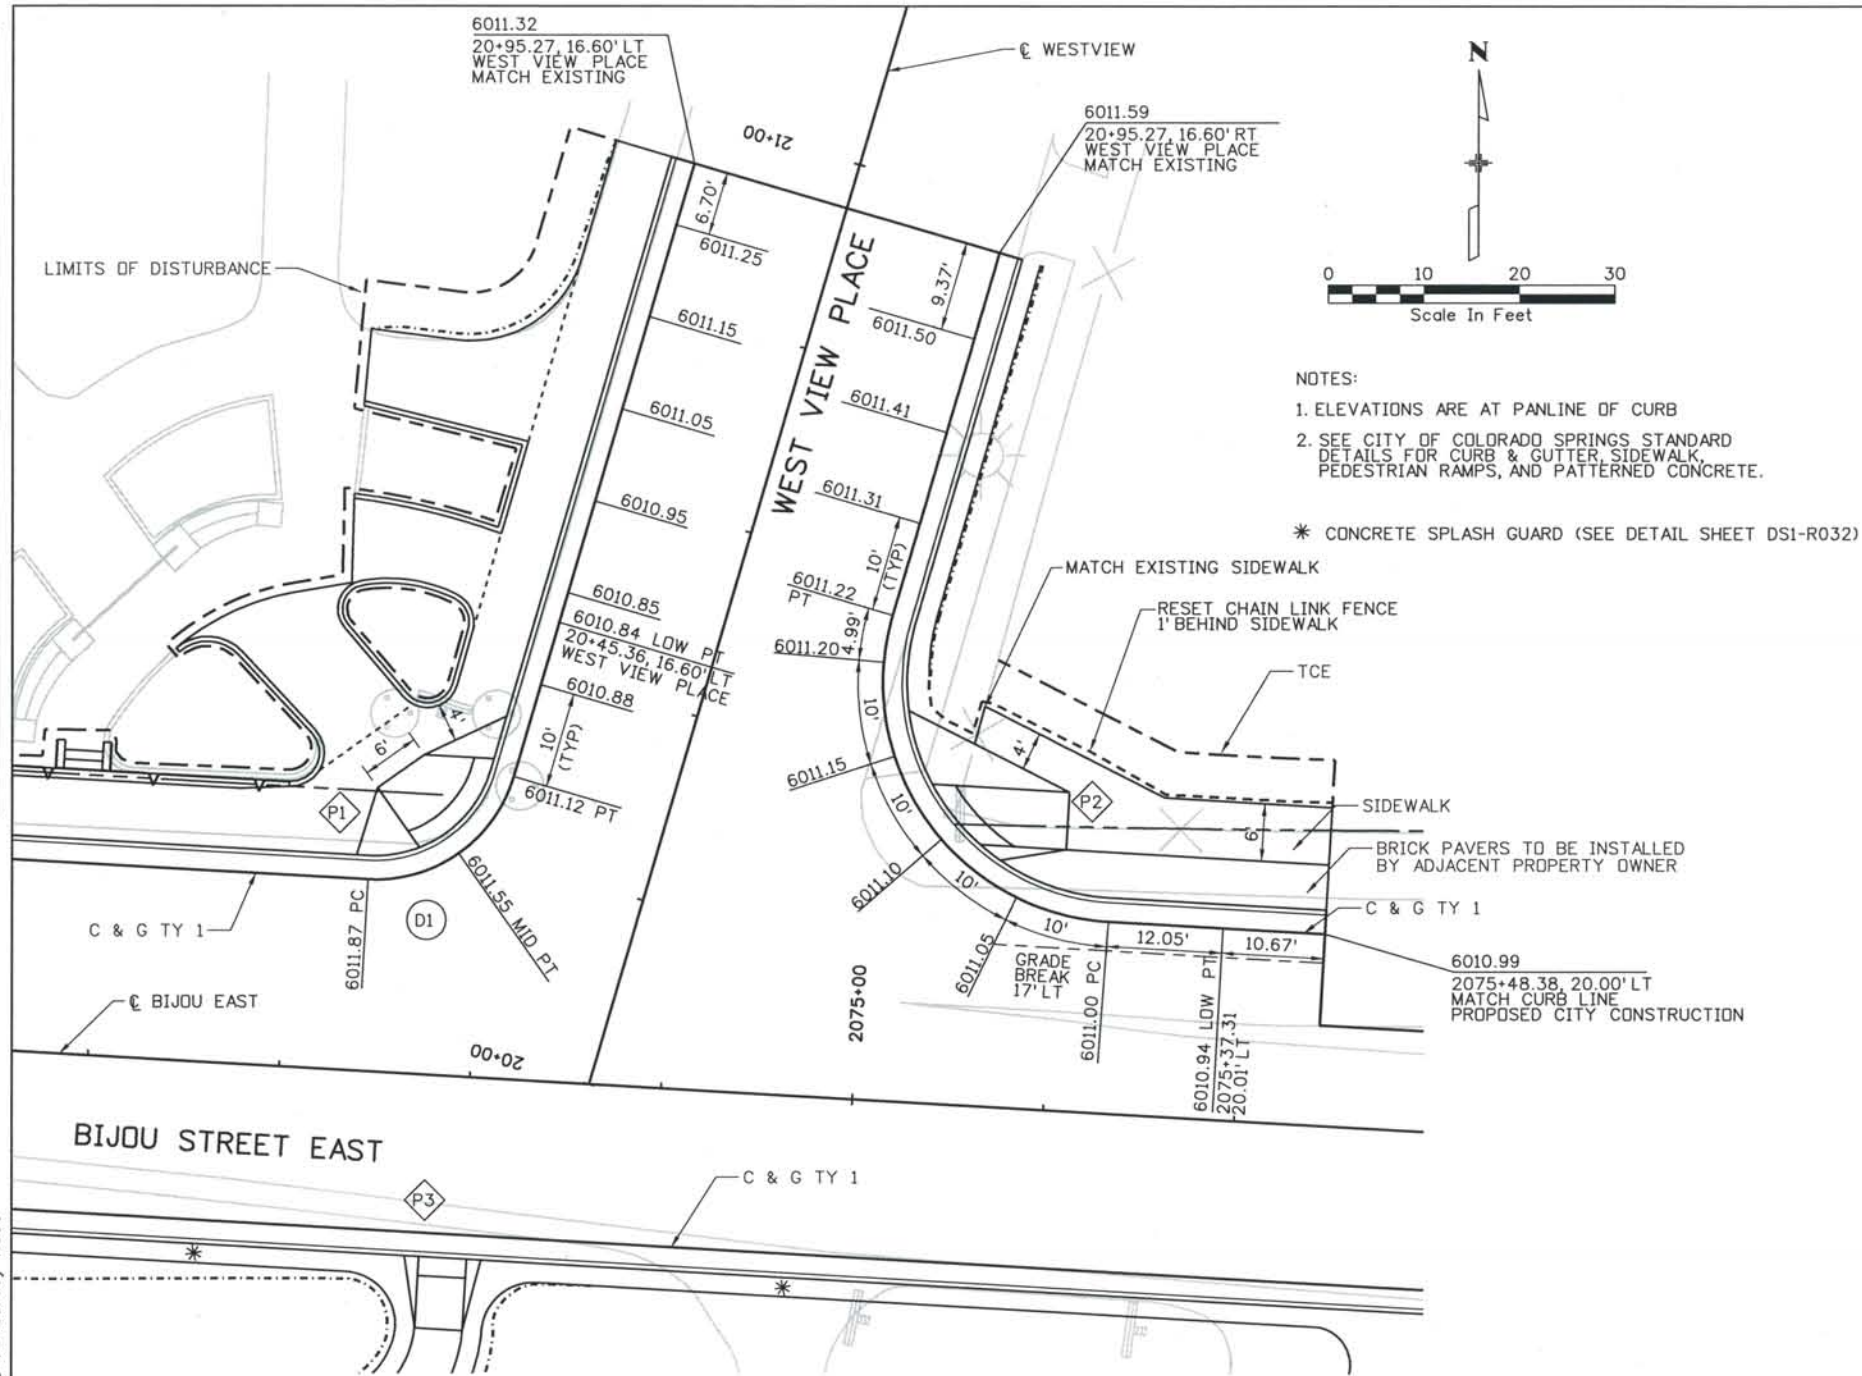 6011.32
20+95.27, 16.60' LT
WEST VIEW PLACE
MATCH EXISTING
℄ WESTVIEW
N
6011.59
20+95.27, 16.60' RT
WEST VIEW PLACE
MATCH EXISTING
21+00
0 10 20 30
Scale In Feet
LIMITS OF DISTURBANCE
6.70'
6011.25
9.37'
6011.50
WEST VIEW PLACE
6011.15
6011.41
6011.05
6011.31
6010.95
10'
(TYP)
NOTES:
1. ELEVATIONS ARE AT PANLINE OF CURB
2. SEE CITY OF COLORADO SPRINGS STANDARD
DETAILS FOR CURB & GUTTER, SIDEWALK,
PEDESTRIAN RAMPS, AND PATTERNED CONCRETE.
* CONCRETE SPLASH GUARD (SEE DETAIL SHEET DS1-R032)
MATCH EXISTING SIDEWALK
RESET CHAIN LINK FENCE
1' BEHIND SIDEWALK
TCE
6011.22
PT
4.99'
6011.20
6010.85
6010.84 LOW PT
20+45.36, 16.60' LT
WEST VIEW PLACE
6010.88
10'
(TYP)
6011.12 PT
4'
6'
P1
10'
6011.15
10'
6011.10
10'
6011.05
10'
4'
P2
6'
SIDEWALK
BRICK PAVERS TO BE INSTALLED
BY ADJACENT PROPERTY OWNER
C & G TY 1
12.05'
10.67'
GRADE
BREAK
17' LT
6011.00 PC
6010.94 LOW PT
2075+37.31
20.01' LT
6010.99
2075+48.38, 20.00' LT
MATCH CURB LINE
PROPOSED CITY CONSTRUCTION
C & G TY 1
6011.87 PC
D1
6011.55 MID PT
℄ BIJOU EAST
20+00
2075+00
BIJOU STREET EAST
P3
C & G TY 1
*
*